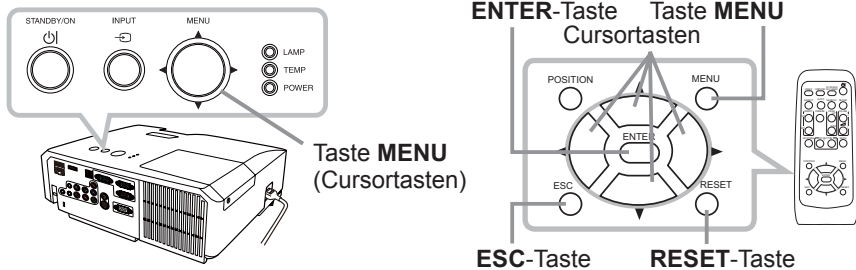 STANDBY/ON INPUT MENU
LAMP
TEMP
POWER
Taste MENU
(Cursortasten)
ENTER-Taste Taste MENU
Cursortasten
POSITION MENU
ENTER
ESC RESET
ESC-Taste RESET-Taste